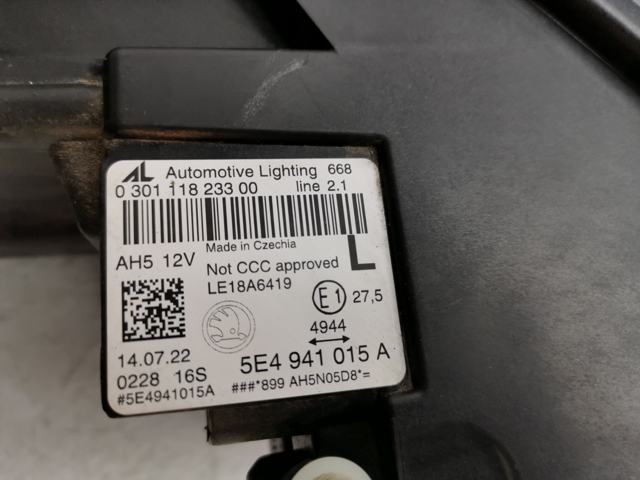 AL Automotive Lighting 668
0 301 118 233 00 line 2.1
Made in Czechia
AH5 12V Not CCC approved L
LE18A6419
E1 27,5
4944
14.07.22 5E4 941 015 A
0228 16S ###*899 AH5N05D8*=
#5E4941015A